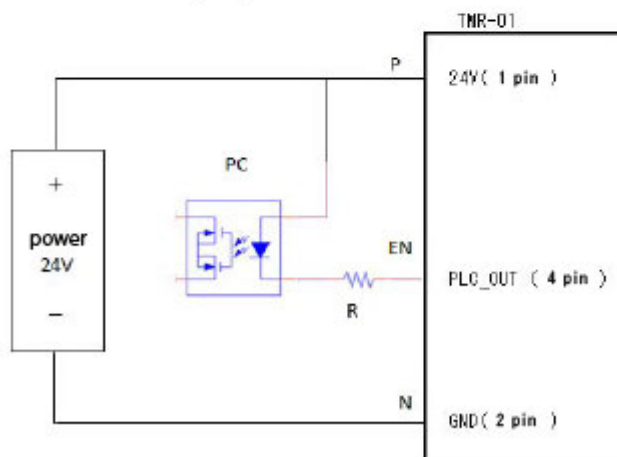 TMR-01
P
24V( 1 pin )
PC
+
power
24V
−
EN
PLC_OUT ( 4 pin )
R
N
GND( 2 pin )